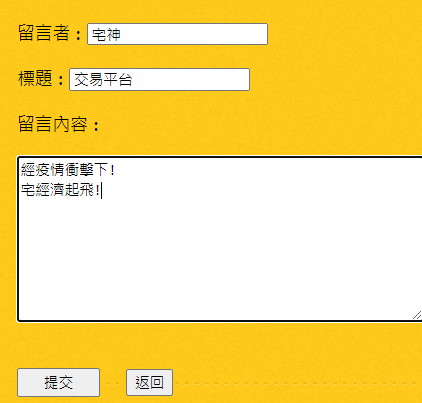 留言者：宅神
標題：交易平台
留言內容：
經疫情衝擊下!
宅經濟起飛!
提交 返回